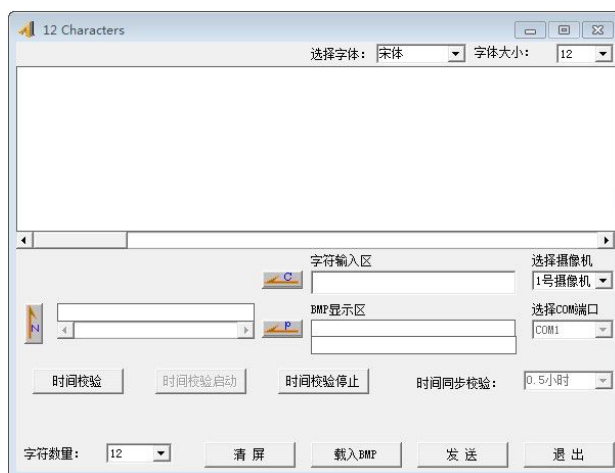 12 Characters
选择字体： 宋体 字体大小： 12
字符输入区 选择摄像机
C 1号摄像机
BMP显示区 选择COM端口
N P COM1
时间校验 时间校验启动 时间校验停止 时间同步校验： 0.5小时
字符数量： 12 清 屏 载入BMP 发 送 退 出